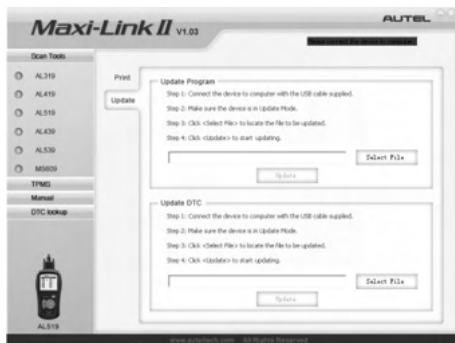 Maxi-Link II V1.03
AUTEL
Please connect the device to computer!
Scan Tools
AL319
AL419
AL519
AL439
AL539
MS609
TPMS
Manual
DTC lookup
AL519
Print
Update
Update Program
Step 1: Connect the device to computer with the USB cable supplied.
Step 2: Make sure the device is in Update Mode.
Step 3: Click <Select File> to locate the file to be updated.
Step 4: Click <Update> to start updating.
Select File
Update
Update DTC
Step 1: Connect the device to computer with the USB cable supplied.
Step 2: Make sure the device is in Update Mode.
Step 3: Click <Select File> to locate the file to be updated.
Step 4: Click <Update> to start updating.
Select File
Update
www.auteltech.com All Rights Reserved